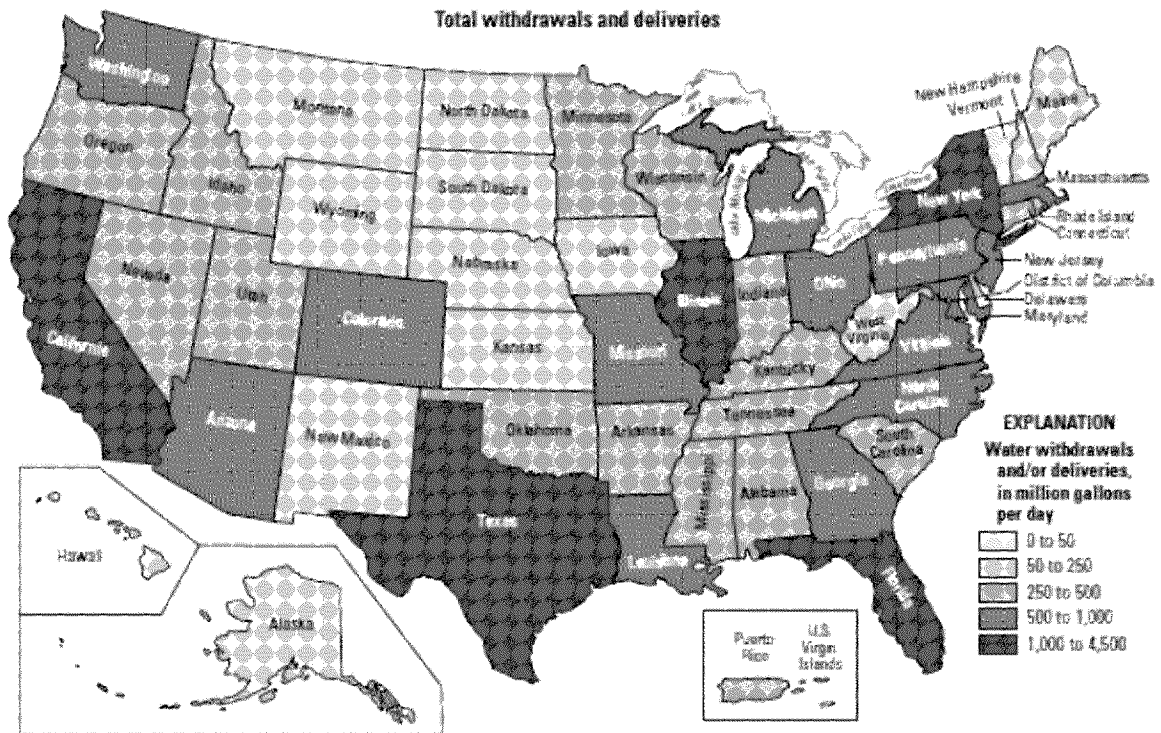 Total withdrawals and deliveries
Washington
Oregon
California
Nevada
Idaho
Montana
Wyoming
Utah
Colorado
Arizona
New Mexico
North Dakota
South Dakota
Nebraska
Kansas
Oklahoma
Texas
Minnesota
Iowa
Missouri
Arkansas
Louisiana
Wisconsin
Illinois
Michigan
Lake Michigan
Superior
Indiana
Ohio
Kentucky
Tennessee
Mississippi
Alabama
Georgia
Florida
South
Carolina
North
Carolina
Virginia
West
Virginia
Pennsylvania
New York
New Hampshire
Vermont
Maine
Massachusetts
Rhode Island
Connecticut
New Jersey
District of Columbia
Delaware
Maryland
Hawaii
Alaska
Puerto
Rico
U.S.
Virgin
Islands
EXPLANATION
Water withdrawals
and/or deliveries,
in million gallons
per day
0 to 50
50 to 250
250 to 500
500 to 1,000
1,000 to 4,500